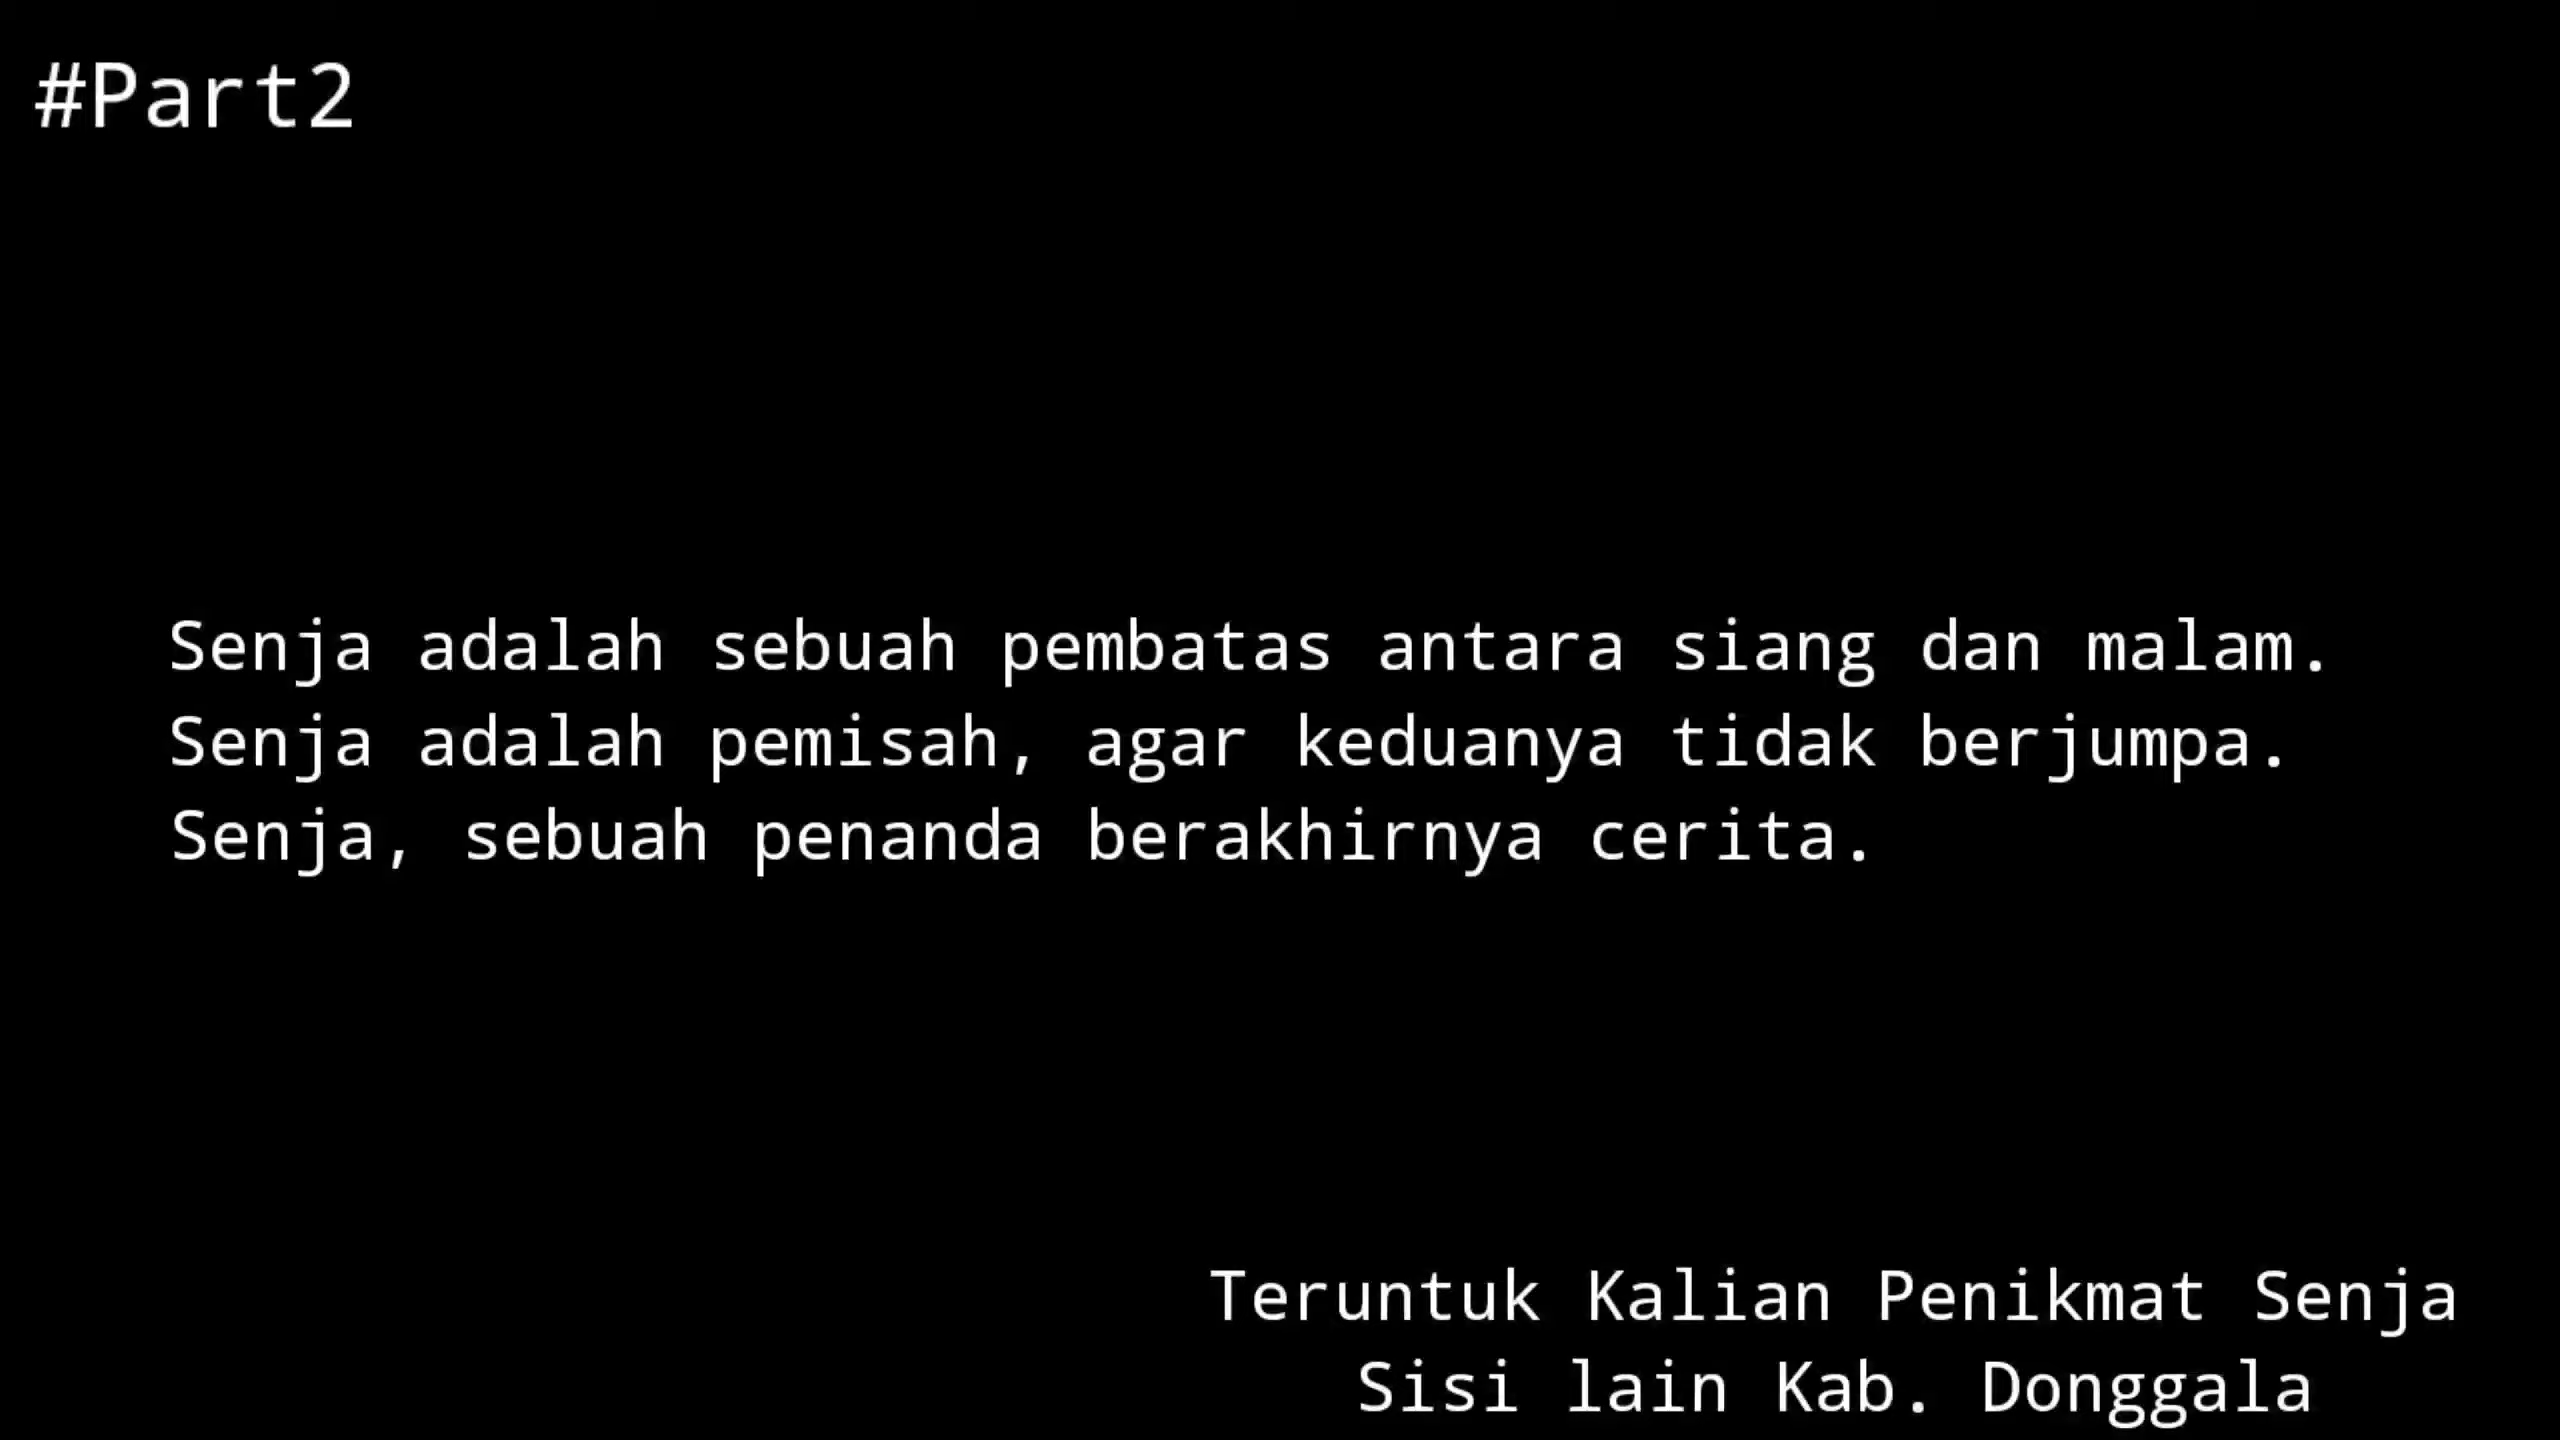 #Part2
Senja adalah sebuah pembatas antara siang dan malam.
Senja adalah pemisah, agar keduanya tidak berjumpa.
Senja, sebuah penanda berakhirnya cerita.
Teruntuk Kalian Penikmat Senja
Sisi lain Kab. Donggala